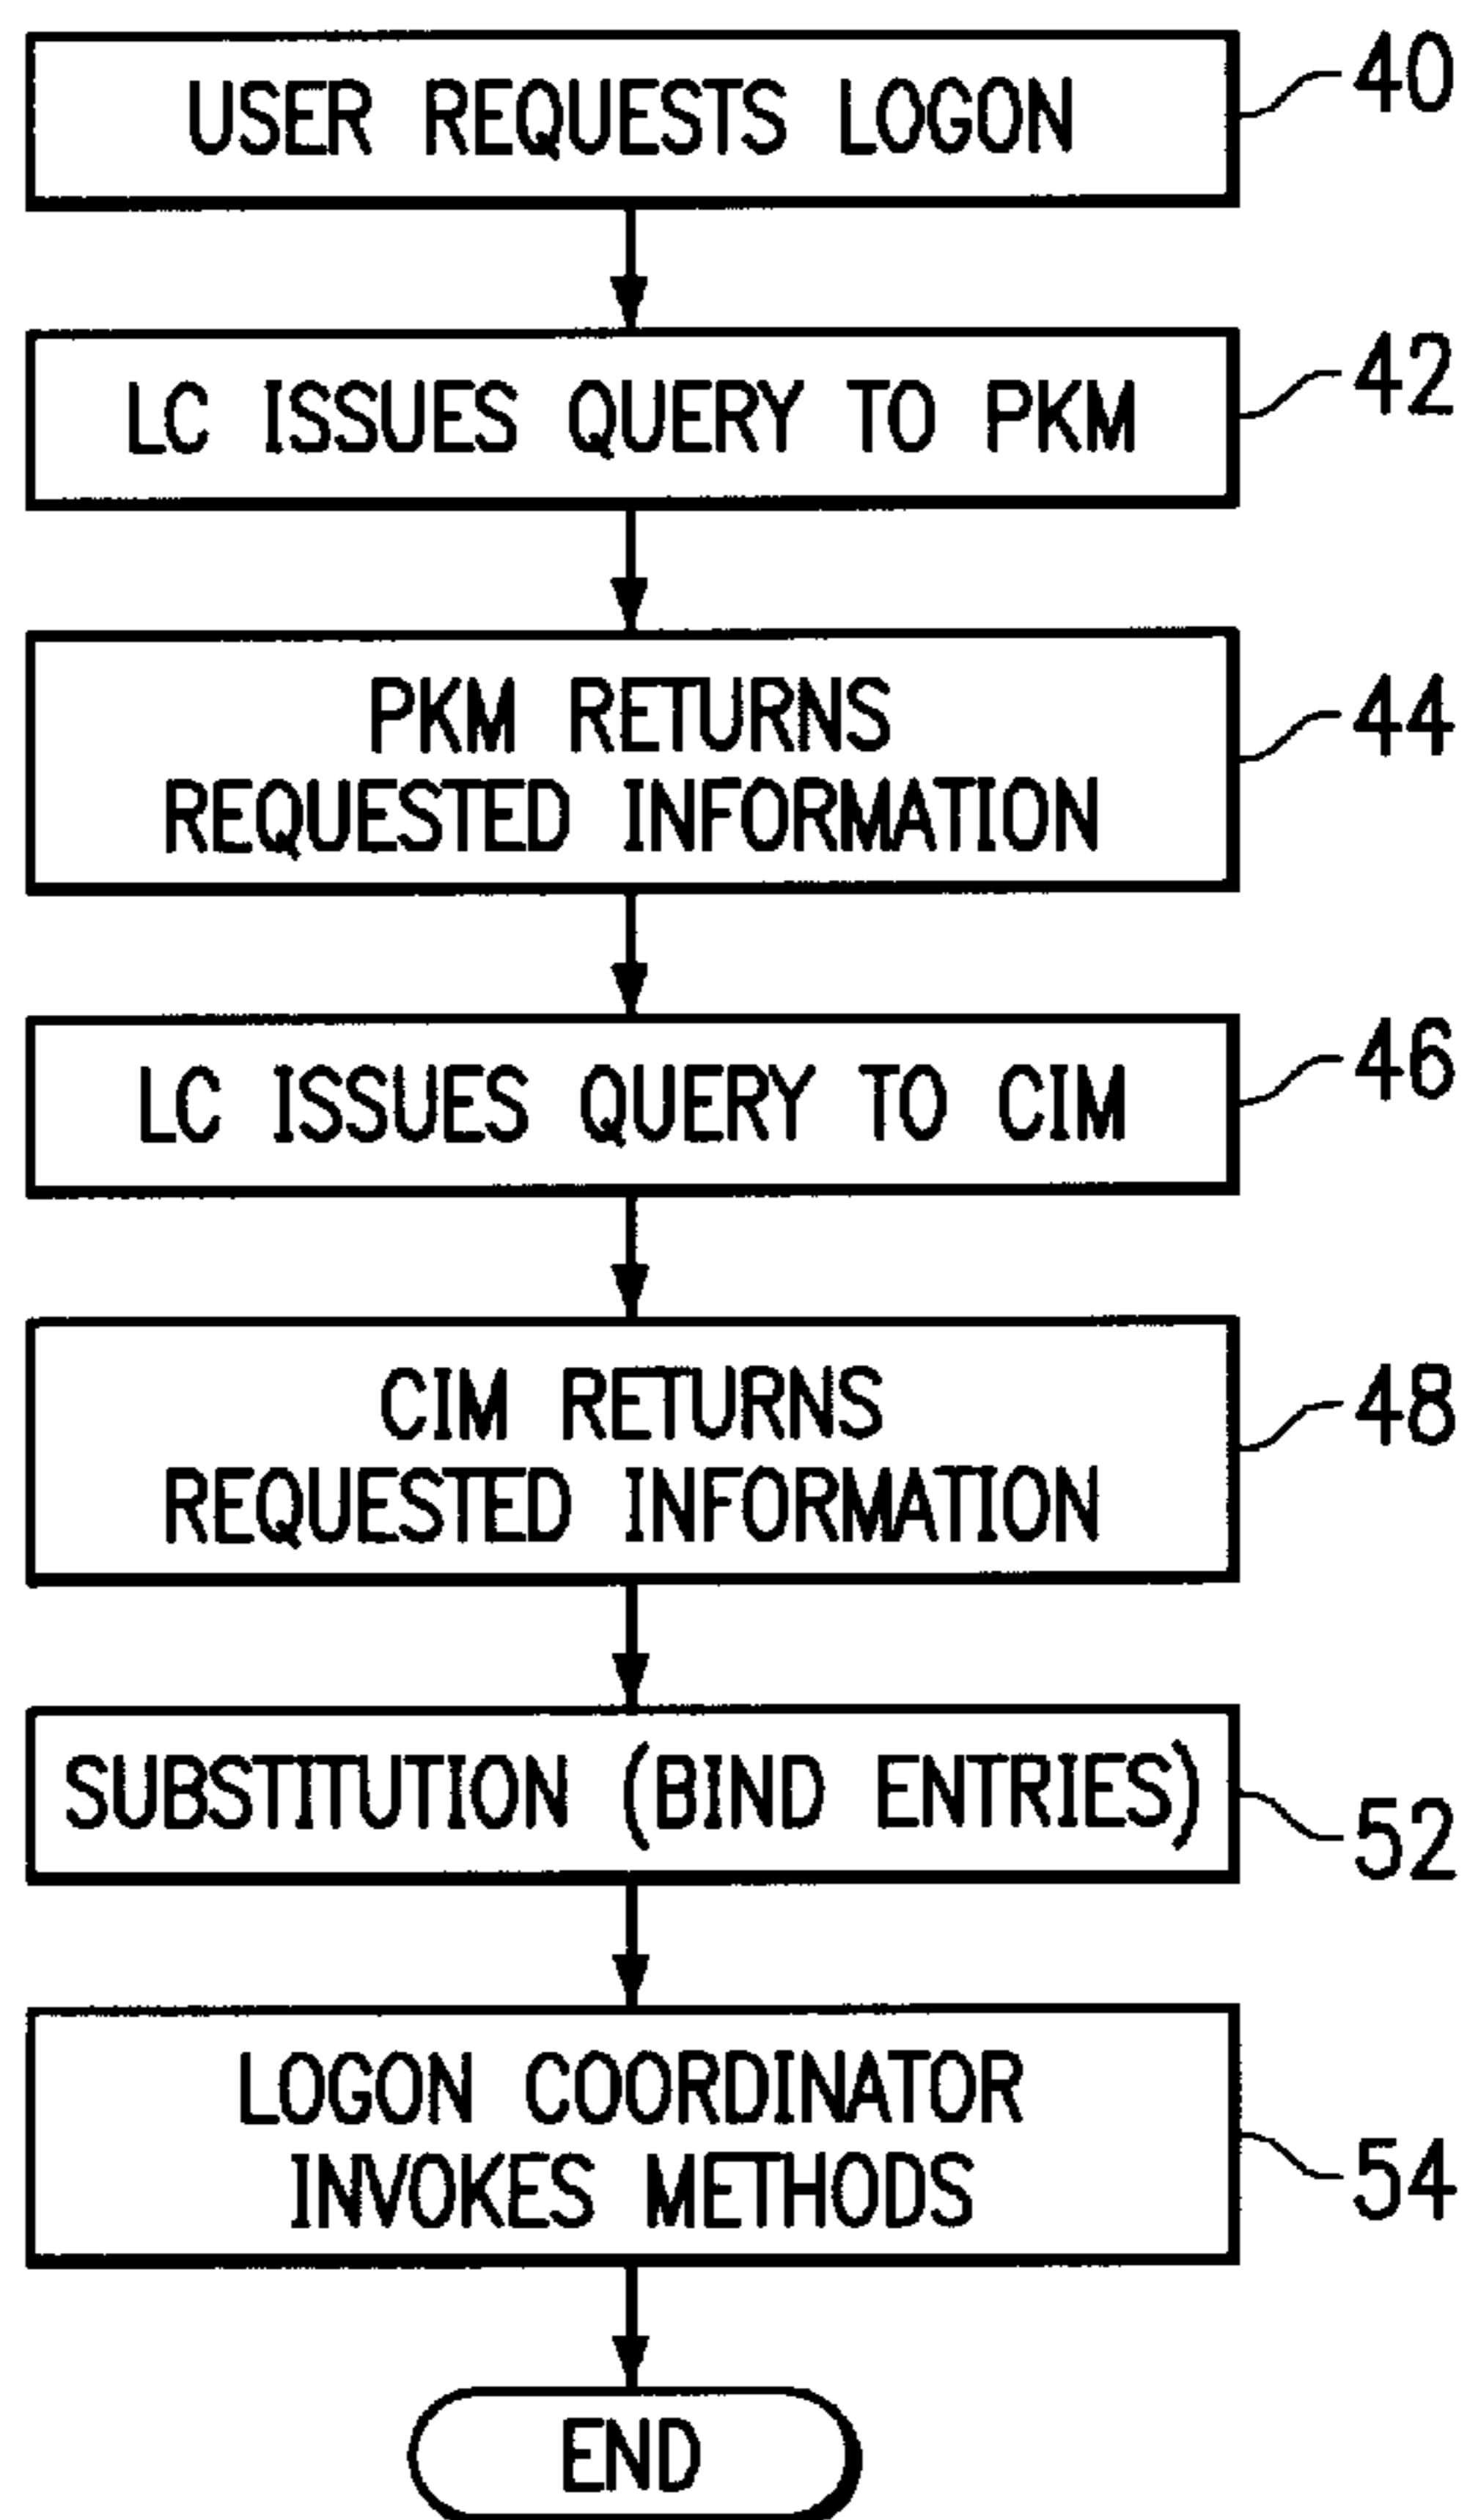 USER REQUESTS LOGON
40
LC ISSUES QUERY TO PKM
42
PKM RETURNS
REQUESTED INFORMATION
44
LC ISSUES QUERY TO CIM
46
CIM RETURNS
REQUESTED INFORMATION
48
SUBSTITUTION (BIND ENTRIES)
52
LOGON COORDINATOR
INVOKES METHODS
54
END